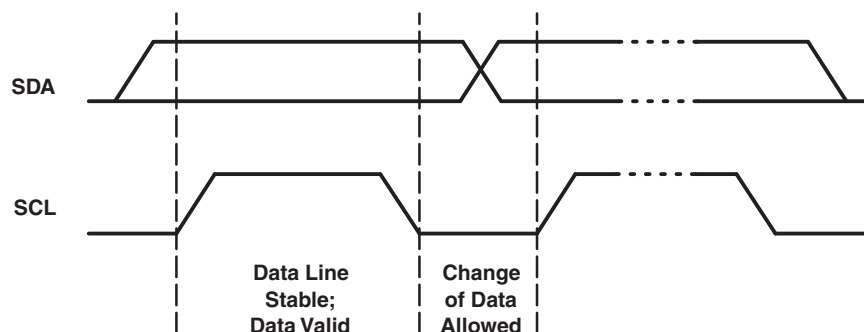 SDA
SCL
Data Line
Stable;
Data Valid
Change
of Data
Allowed